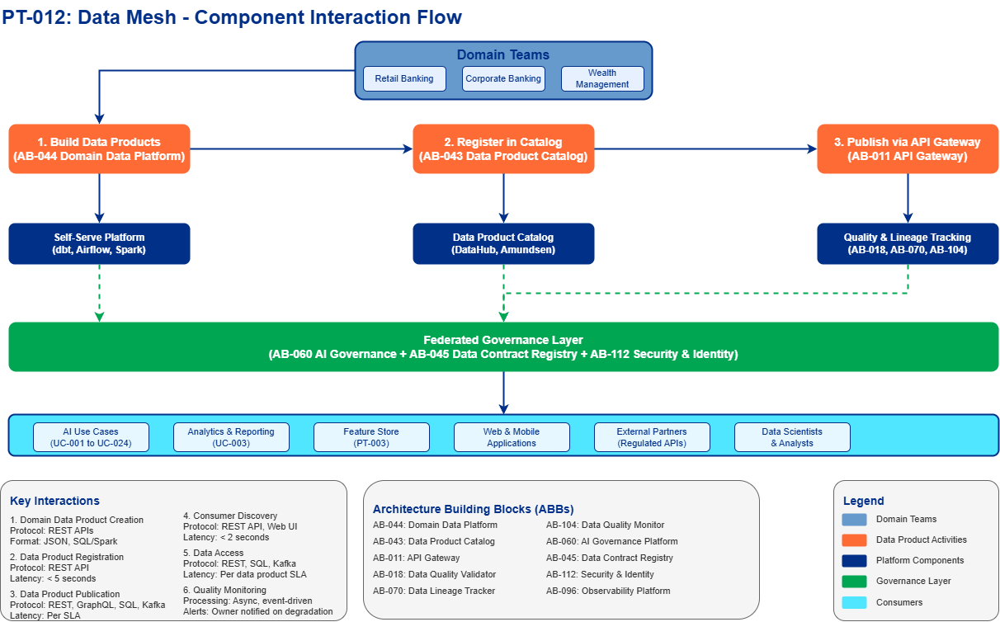 PT-012: Data Mesh - Component Interaction Flow
Domain Teams
Retail Banking
Corporate Banking
Wealth
Management
1. Build Data Products
(AB-044 Domain Data Platform)
2. Register in Catalog
(AB-043 Data Product Catalog)
3. Publish via API Gateway
(AB-011 API Gateway)
Self-Serve Platform
(dbt, Airflow, Spark)
Data Product Catalog
(DataHub, Amundsen)
Quality & Lineage Tracking
(AB-018, AB-070, AB-104)
Federated Governance Layer
(AB-060 AI Governance + AB-045 Data Contract Registry + AB-112 Security & Identity)
AI Use Cases
(UC-001 to UC-024)
Analytics & Reporting
(UC-003)
Feature Store
(PT-003)
Web & Mobile
Applications
External Partners
(Regulated APIs)
Data Scientists
& Analysts
Key Interactions
1. Domain Data Product Creation
Protocol: REST APIs
Format: JSON, SQL/Spark
2. Data Product Registration
Protocol: REST API
Latency: < 5 seconds
3. Data Product Publication
Protocol: REST, GraphQL, SQL, Kafka
Latency: Per SLA
4. Consumer Discovery
Protocol: REST API, Web UI
Latency: < 2 seconds
5. Data Access
Protocol: REST, SQL, Kafka
Latency: Per data product SLA
6. Quality Monitoring
Processing: Async, event-driven
Alerts: Owner notified on degradation
Architecture Building Blocks (ABBs)
AB-044: Domain Data Platform
AB-043: Data Product Catalog
AB-011: API Gateway
AB-018: Data Quality Validator
AB-070: Data Lineage Tracker
AB-104: Data Quality Monitor
AB-060: AI Governance Platform
AB-045: Data Contract Registry
AB-112: Security & Identity
AB-096: Observability Platform
Legend
Domain Teams
Data Product Activities
Platform Components
Governance Layer
Consumers